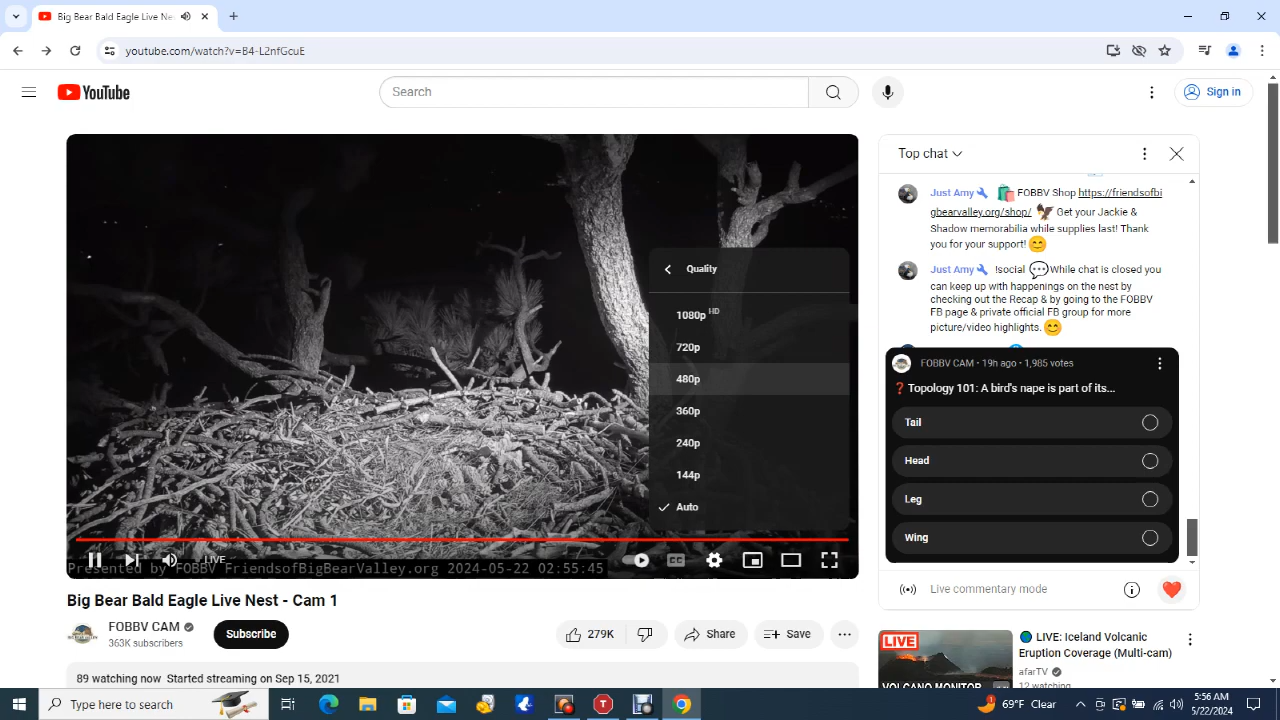 Big Bear Bald Eagle Live Ne
youtube.com/watch?v=B4-L2nfGcuE
YouTube
Search
Sign in
Quality
1080p HD
720p
480p
360p
240p
144p
Auto
LIVE
CC
Presented by FOBBV FriendsofBigBearValley.org 2024-05-22 02:55:45
Big Bear Bald Eagle Live Nest - Cam 1
FOBBV CAM
363K subscribers
Subscribe
279K
Share
Save
89 watching now Started streaming on Sep 15, 2021
Top chat
Just Amy FOBBV Shop https://friendsofbi
gbearvalley.org/shop/ Get your Jackie &
Shadow memorabilia while supplies last! Thank
you for your support!
Just Amy !social While chat is closed you
can keep up with happenings on the nest by
checking out the Recap & by going to the FOBBV
FB page & private official FB group for more
picture/video highlights.
FOBBV CAM • 19h ago • 1,985 votes
❓Topology 101: A bird's nape is part of its...
Tail
Head
Leg
Wing
Live commentary mode
LIVE
VOLCANO MONITOR
LIVE: Iceland Volcanic
Eruption Coverage (Multi-cam)
afarTV
12 watching
Type here to search
69°F Clear
5:56 AM
5/22/2024